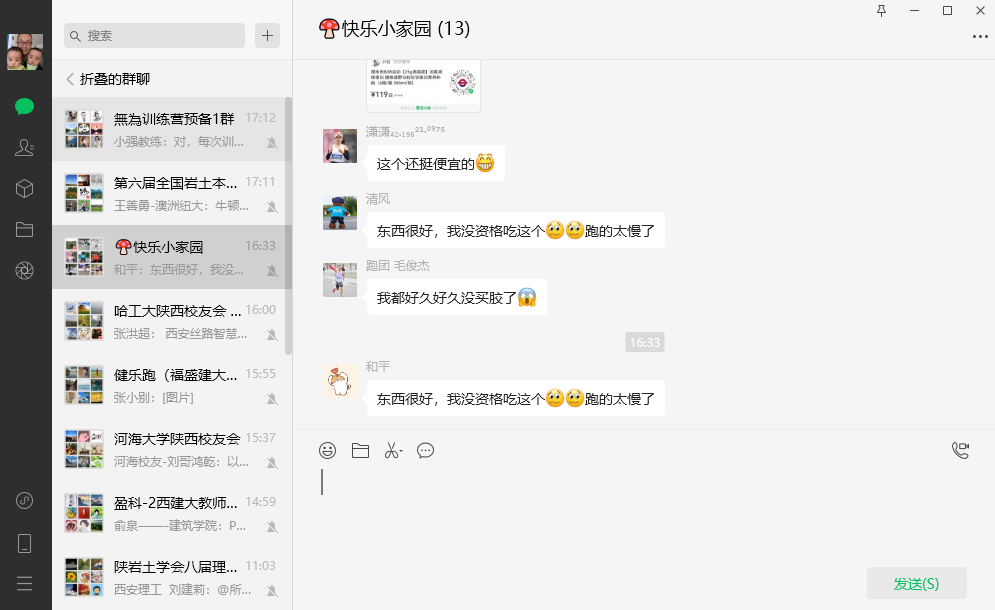 搜索
折叠的群聊
無為訓练营预备1群 17:12
小强教练：对，每次训...
第六届全国岩土本... 17:11
王善勇-澳洲纽大：牛顿...
🍄快乐小家园 16:33
和平：东西很好，我没...
哈工大陕西校友会 ... 16:00
张洪超： 西安丝路智慧...
健乐跑（福盛建大... 15:55
张小别：[图片]
河海大学陕西校友会 15:37
河海校友-刘哥鸿乾：以...
盈科-2西建大教师... 14:59
俞泉——-建筑学院：P...
陕岩土学会八届理... 11:03
西安理工 刘建莉：@所...
🍄快乐小家园 (13)
¥119起
潇潇₄₂.₁₉₅²¹·⁰⁹⁷⁵
这个还挺便宜的😁
清风
东西很好，我没资格吃这个🥺🥺跑的太慢了
跑团 毛俊杰
我都好久好久没买胶了😱
16:33
和平
东西很好，我没资格吃这个🥺🥺跑的太慢了
发送(S)